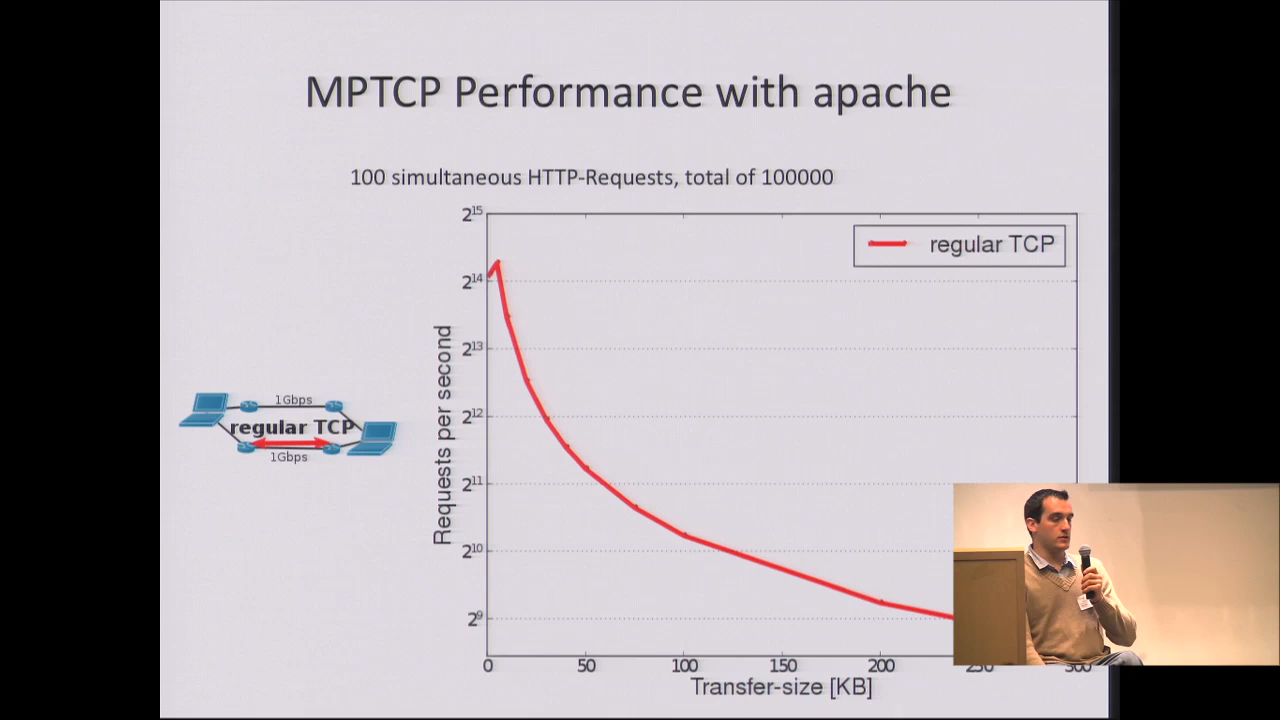 MPTCP Performance with apache
100 simultaneous HTTP-Requests, total of 100000
2^15
2^14
2^13
2^12
2^11
2^10
2^9
Requests per second
regular TCP
1Gbps
regular TCP
1Gbps
0 50 100 150 200 250 300
Transfer-size [KB]